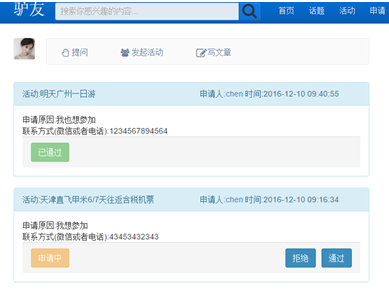 驴友 搜索你感兴趣的内容... 首页 话题 活动 申请
提问 发起活动 写文章
活动:明天广州一日游 申请人:chen 时间:2016-12-10 09:40:55
申请原因:我也想参加
联系方式(微信或者电话):1234567894564
已通过
活动:天津直飞甲米6/7天往返含税机票 申请人:chen 时间:2016-12-10 09:16:34
申请原因:我想参加
联系方式(微信或者电话):43453432343
申请中 拒绝 通过